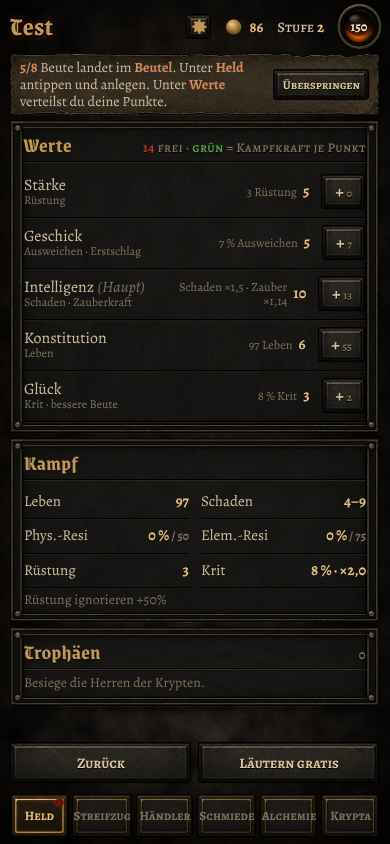 Test
86
STUFE 2
150
5/8 Beute landet im Beutel. Unter Held
antippen und anlegen. Unter Werte
verteilst du deine Punkte.
ÜBERSPRINGEN
Werte
14 FREI · GRÜN = KAMPFKRAFT JE PUNKT
Stärke
Rüstung
3 Rüstung 5
+ 0
Geschick
Ausweichen · Erstschlag
7 % Ausweichen 5
+ 7
Intelligenz (Haupt)
Schaden · Zauberkraft
Schaden ×1,5 · Zauber
×1,14
10
+ 13
Konstitution
Leben
97 Leben 6
+ 55
Glück
Krit · bessere Beute
8 % Krit 3
+ 2
Kampf
Leben 97
Schaden 4–9
Phys.-Resi 0 % / 50
Elem.-Resi 0 % / 75
Rüstung 3
Krit 8 % · ×2,0
Rüstung ignorieren +50%
Trophäen
0
Besiege die Herren der Krypten.
ZURÜCK
LÄUTERN GRATIS
HELD
STREIFZUG
HÄNDLER
SCHMIEDE
ALCHEMIE
KRYPTA